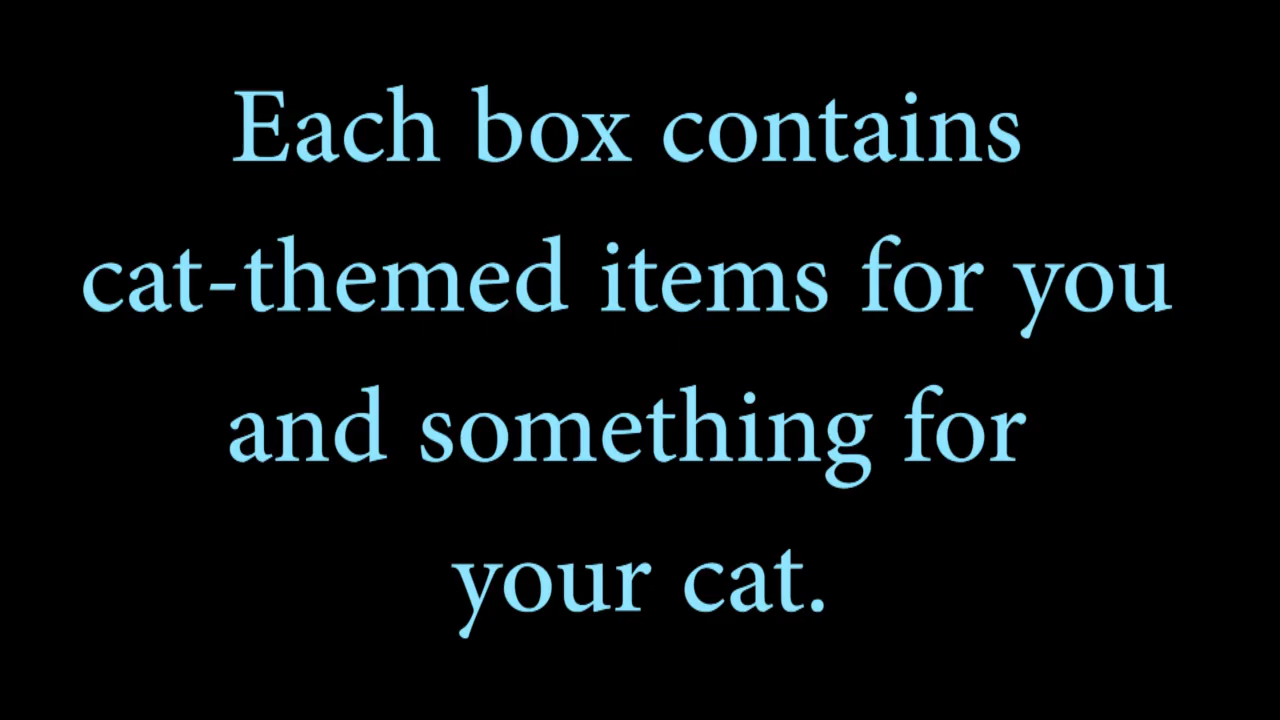 Each box contains
cat-themed items for you
and something for
your cat.